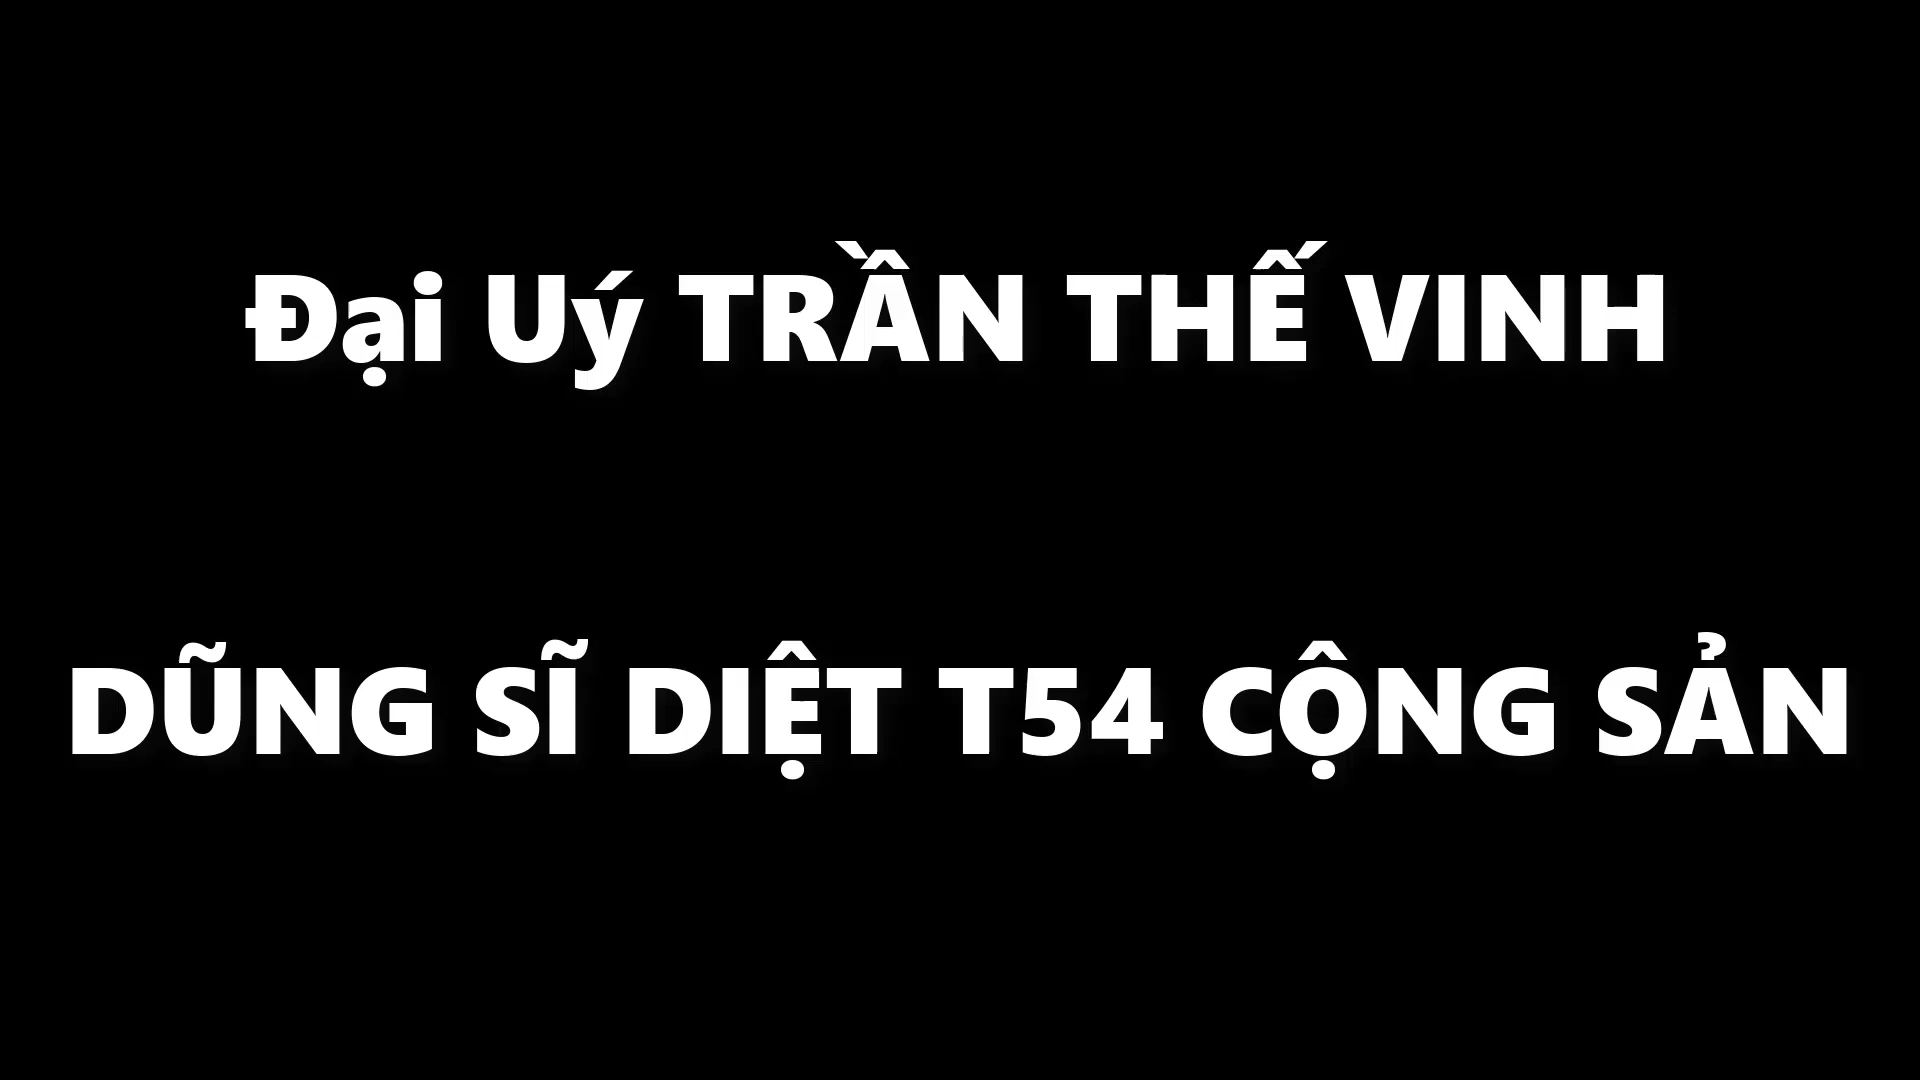 Đại Uý TRẦN THẾ VINH
DŨNG SĨ DIỆT T54 CỘNG SẢN